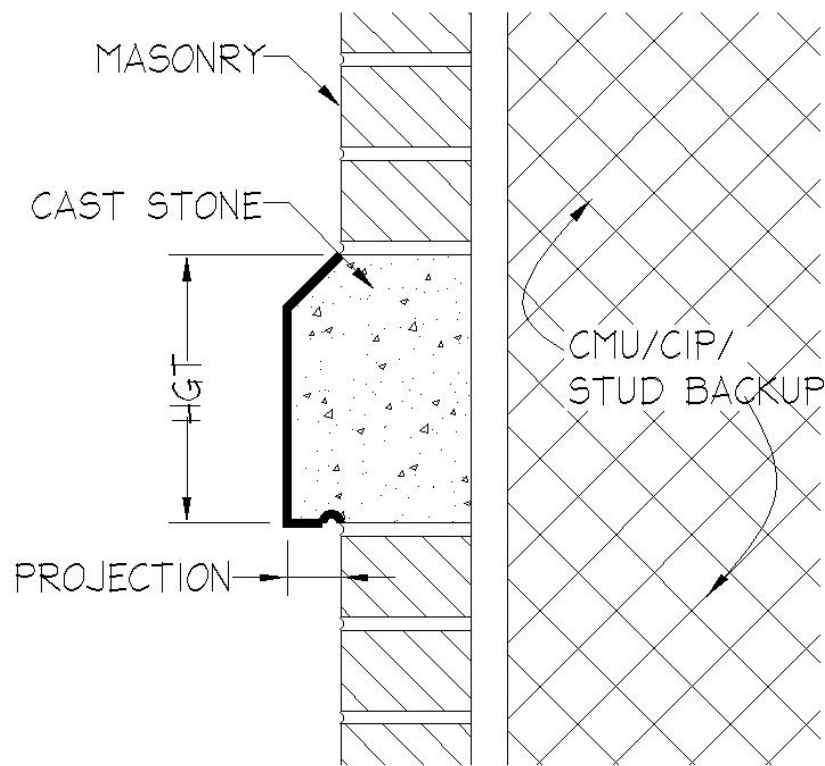 MASONRY
CAST STONE
HGT
CMU/CIP/
STUD BACKUP
PROJECTION